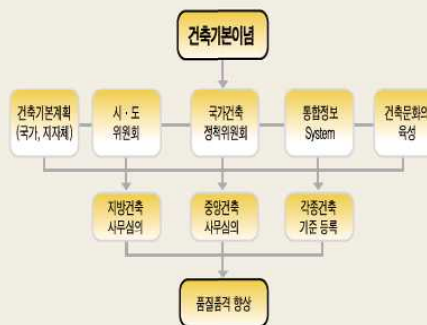 건축기본이념
건축기본계획
(국가, 지자체)
시 · 도
위원회
국가건축
정책위원회
통합정보
System
건축문화의
육성
지방건축
사무심의
중앙건축
사무심의
각종건축
기준 등록
품질품격 향상